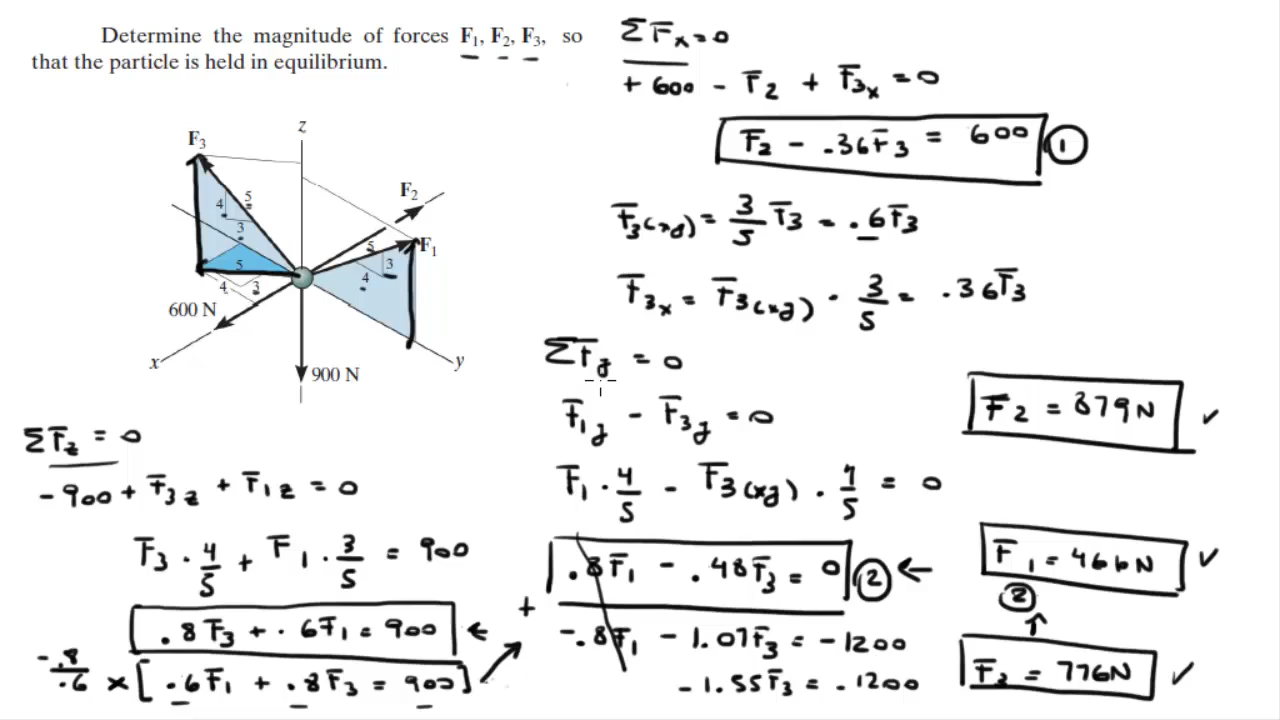 Determine the magnitude of forces F₁, F₂, F₃, so
that the particle is held in equilibrium.
z
F₃
F₂
F₁
5
4
3
5
4
3
5
3
4
600 N
x
y
900 N
ΣFx=0
+ 600 - F₂ + F₃x = 0
F₂ - .36F₃ = 600 ①
F₃(xy) = 3/5 F₃ = .6F₃
F₃x = F₃(xy) · 3/5 = .36F₃
ΣFy = 0
F₁y - F₃y = 0
F₁ · 4/5 - F₃(xy) · 4/5 = 0
.8F₁ - .48F₃ = 0 ② ←
+
-.8F₁ - 1.07F₃ = -1200
-1.55F₃ = -1200
ΣFz = 0
-900 + F₃z + F₁z = 0
F₃ · 4/5 + F₁ · 3/5 = 900
.8F₃ + .6F₁ = 900 ←
-.8/.6 × [.6F₁ + .8F₃ = 900]
F₂ = 879N ✓
F₁ = 466N ✓
②
↑
F₃ = 776N ✓